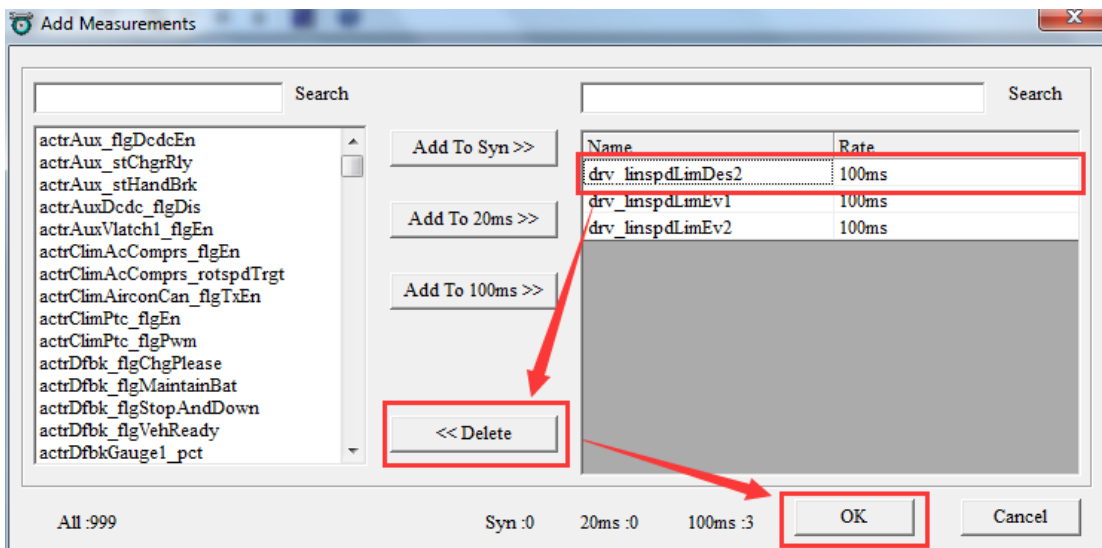 Add Measurements
Search
Search
actrAux_flgDcdcEn
actrAux_stChgrRly
actrAux_stHandBrk
actrAuxDcdc_flgDis
actrAuxVlatch1_flgEn
actrClimAcComprs_flgEn
actrClimAcComprs_rotspdTrgt
actrClimAirconCan_flgTxEn
actrClimPtc_flgEn
actrClimPtc_flgPwm
actrDfbk_flgChgPlease
actrDfbk_flgMaintainBat
actrDfbk_flgStopAndDown
actrDfbk_flgVehReady
actrDfbkGauge1_pct
Add To Syn >>
Add To 20ms >>
Add To 100ms >>
<< Delete
Name Rate
drv_linspdLimDes2 100ms
drv_linspdLimEv1 100ms
drv_linspdLimEv2 100ms
All :999 Syn :0 20ms :0 100ms :3 OK Cancel